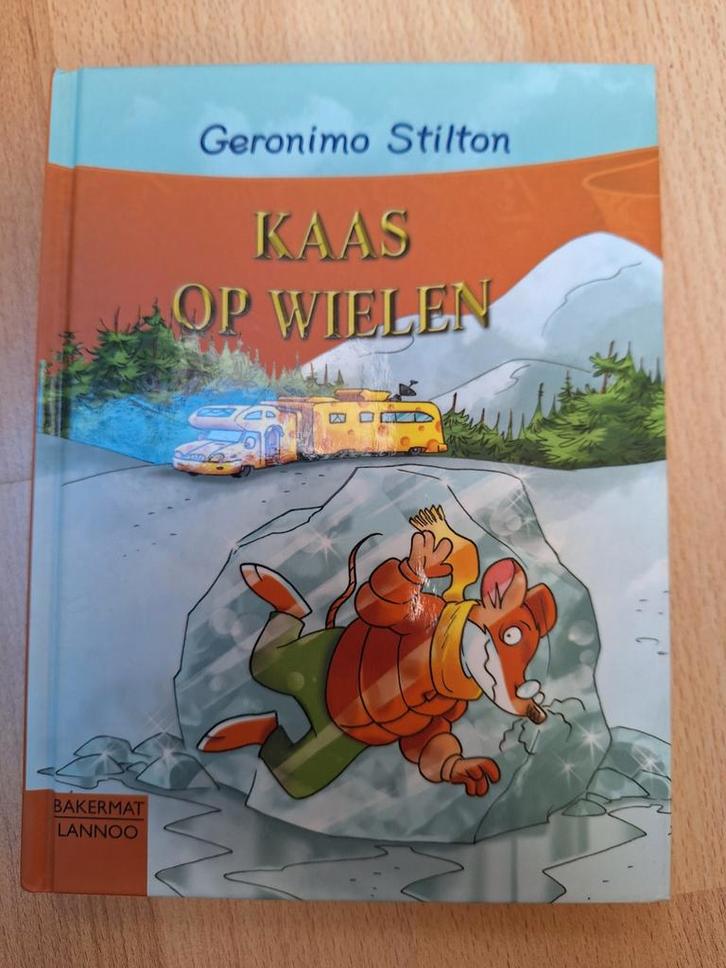 Geronimo Stilton
KAAS
OP WIELEN
BAKERMAT
LANNOO